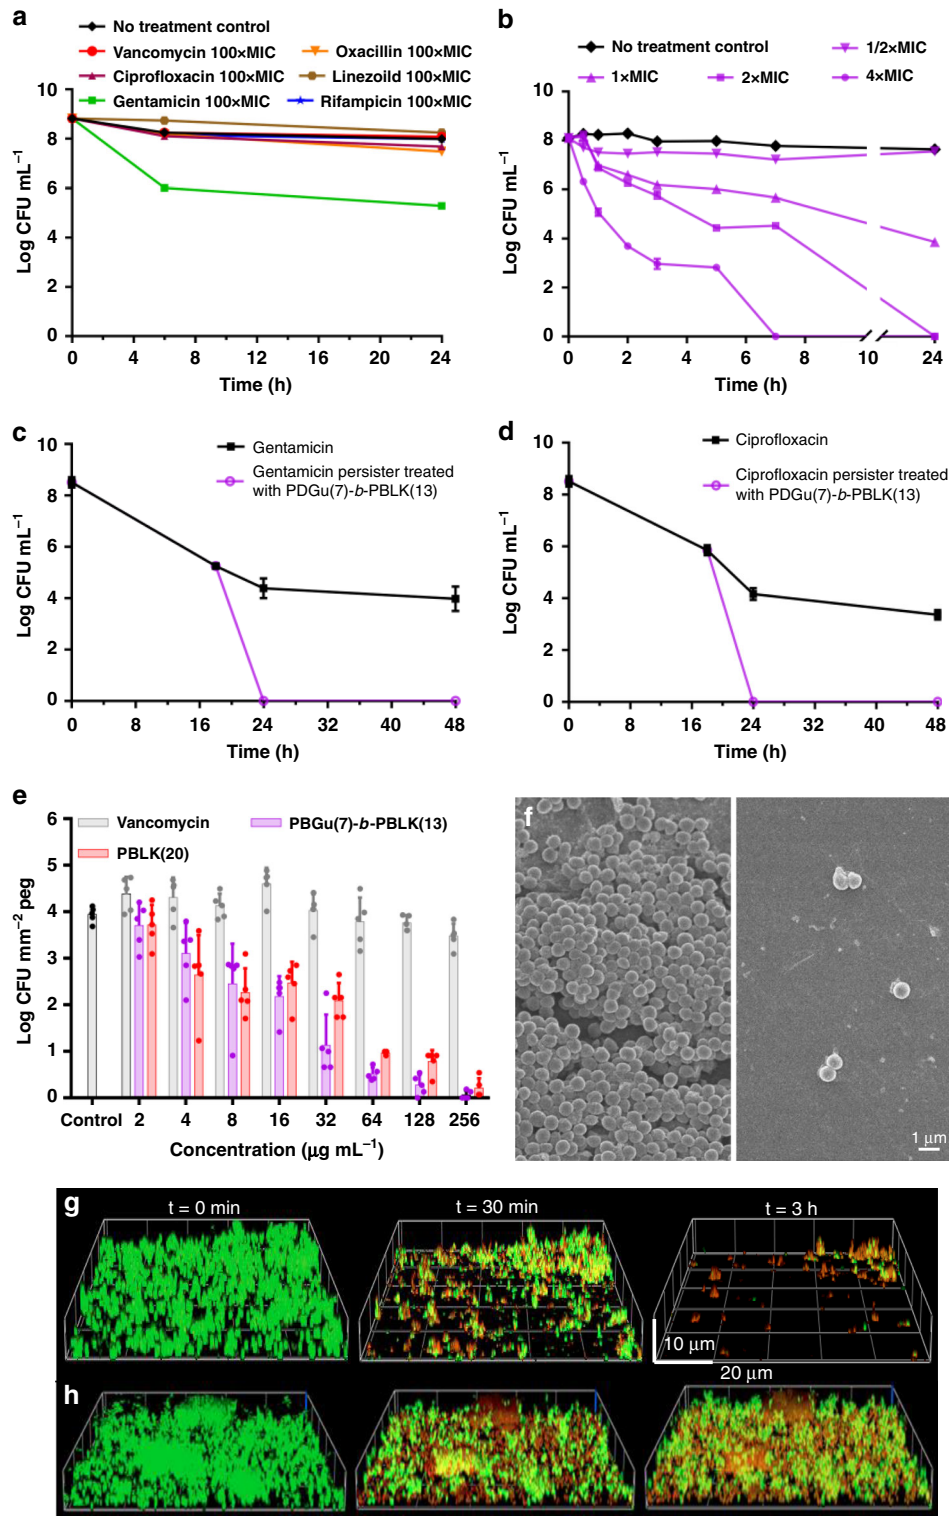 a
No treatment control
Vancomycin 100×MIC
Oxacillin 100×MIC
Ciprofloxacin 100×MIC
Linezoild 100×MIC
Gentamicin 100×MIC
Rifampicin 100×MIC
10
8
6
4
2
0
Log CFU mL⁻¹
0 4 8 12 16 20 24
Time (h)
b
No treatment control
1/2×MIC
1×MIC
2×MIC
4×MIC
10
8
6
4
2
0
Log CFU mL⁻¹
0 2 4 6 8 10 24
Time (h)
c
Gentamicin
Gentamicin persister treated
with PDGu(7)-b-PBLK(13)
10
8
6
4
2
0
Log CFU mL⁻¹
0 8 16 24 32 40 48
Time (h)
d
Ciprofloxacin
Ciprofloxacin persister treated
with PDGu(7)-b-PBLK(13)
10
8
6
4
2
0
Log CFU mL⁻¹
0 8 16 24 32 40 48
Time (h)
e
Vancomycin
PBGu(7)-b-PBLK(13)
PBLK(20)
6
5
4
3
2
1
0
Log CFU mm⁻² peg
Control 2 4 8 16 32 64 128 256
Concentration (µg mL⁻¹)
f
1 µm
g
t = 0 min
t = 30 min
t = 3 h
10 µm
20 µm
h